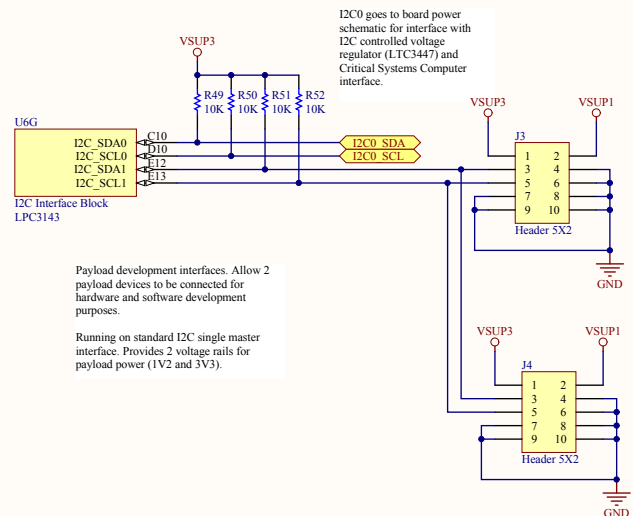 I2C0 goes to board power
schematic for interface with
I2C controlled voltage
regulator (LTC3447) and
Critical Systems Computer
interface.
VSUP3
R49 R50 R51 R52
10K 10K 10K 10K
U6G
I2C_SDA0 C10
I2C_SCL0 D10
I2C_SDA1 E12
I2C_SCL1 E13
I2C Interface Block
LPC3143
I2C0_SDA
I2C0_SCL
VSUP3 VSUP1
J3
1 2
3 4
5 6
7 8
9 10
Header 5X2
GND
Payload development interfaces. Allow 2
payload devices to be connected for
hardware and software development
purposes.
Running on standard I2C single master
interface. Provides 2 voltage rails for
payload power (1V2 and 3V3).
VSUP3 VSUP1
J4
1 2
3 4
5 6
7 8
9 10
Header 5X2
GND